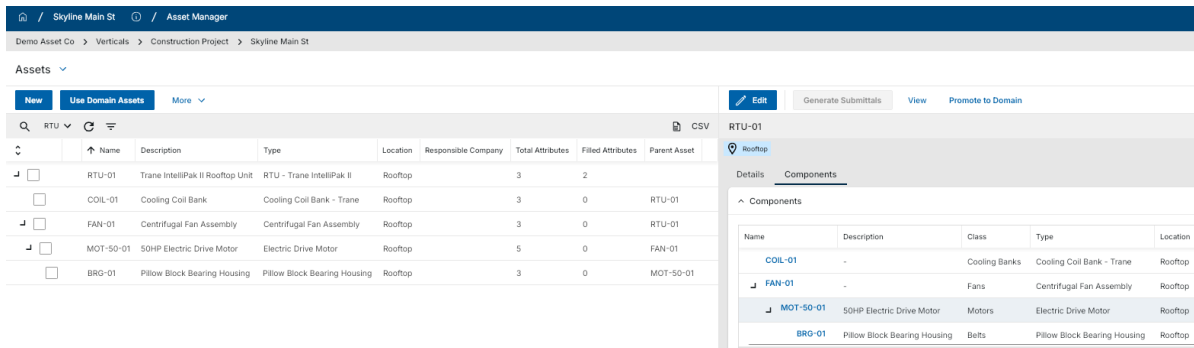 / Skyline Main St / Asset Manager
Demo Asset Co > Verticals > Construction Project > Skyline Main St
Assets
New Use Domain Assets More
Edit Generate Submittals View Promote to Domain
RTU CSV
RTU-01
Rooftop
Details Components
Components
Name Description Type Location Responsible Company Total Attributes Filled Attributes Parent Asset
RTU-01 Trane IntelliPak II Rooftop Unit RTU - Trane IntelliPak II Rooftop 3 2
COIL-01 Cooling Coil Bank Cooling Coil Bank - Trane Rooftop 3 0 RTU-01
FAN-01 Centrifugal Fan Assembly Centrifugal Fan Assembly Rooftop 3 0 RTU-01
MOT-50-01 50HP Electric Drive Motor Electric Drive Motor Rooftop 5 0 FAN-01
BRG-01 Pillow Block Bearing Housing Pillow Block Bearing Housing Rooftop 3 0 MOT-50-01
Name Description Class Type Location
COIL-01 - Cooling Banks Cooling Coil Bank - Trane Rooftop
FAN-01 - Fans Centrifugal Fan Assembly Rooftop
MOT-50-01 50HP Electric Drive Motor Motors Electric Drive Motor Rooftop
BRG-01 Pillow Block Bearing Housing Belts Pillow Block Bearing Housing Rooftop